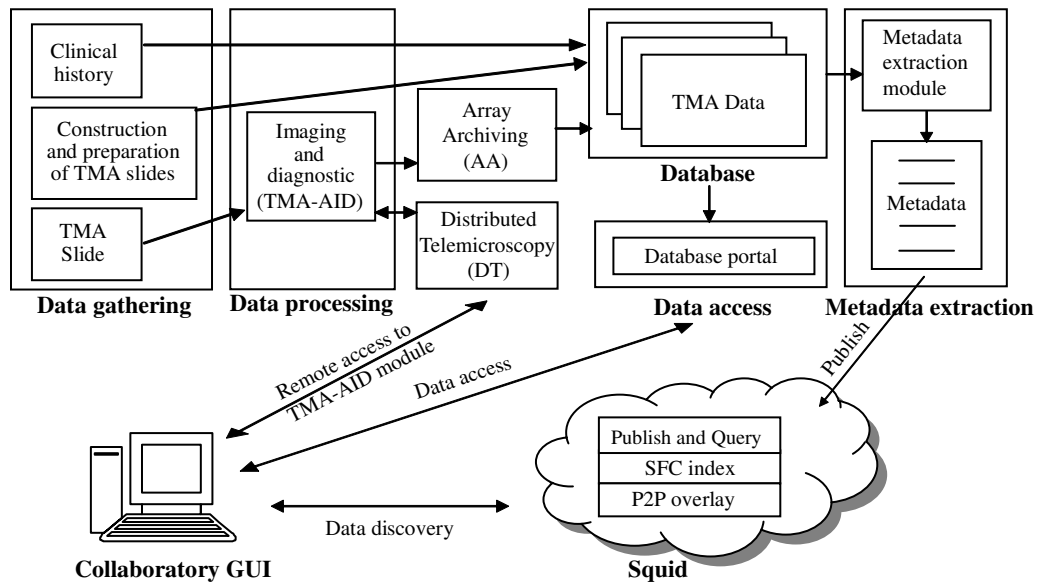 Clinical
history
Construction
and preparation
of TMA slides
TMA
Slide
Data gathering
Imaging
and
diagnostic
(TMA-AID)
Data processing
Array
Archiving
(AA)
Distributed
Telemicroscopy
(DT)
TMA Data
Database
Database portal
Data access
Metadata
extraction
module
Metadata
Metadata extraction
Remote access to
TMA-AID module
Data access
Publish
Publish and Query
SFC index
P2P overlay
Data discovery
Collaboratory GUI
Squid